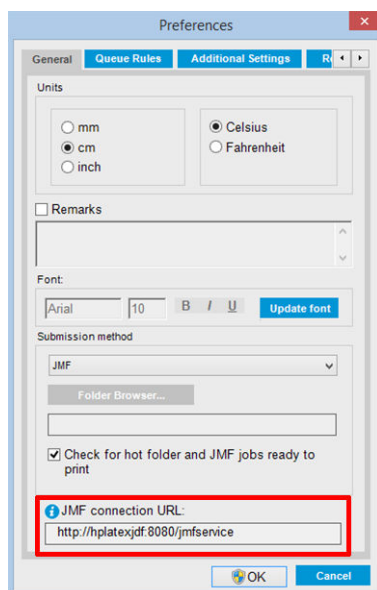 Preferences
General Queue Rules Additional Settings
Units
mm
cm
inch
Celsius
Fahrenheit
Remarks
Font:
Arial 10 B I U Update font
Submission method
JMF
Folder Browser...
Check for hot folder and JMF jobs ready to
print
JMF connection URL:
http://hplatexjdf:8080/jmfservice
OK Cancel